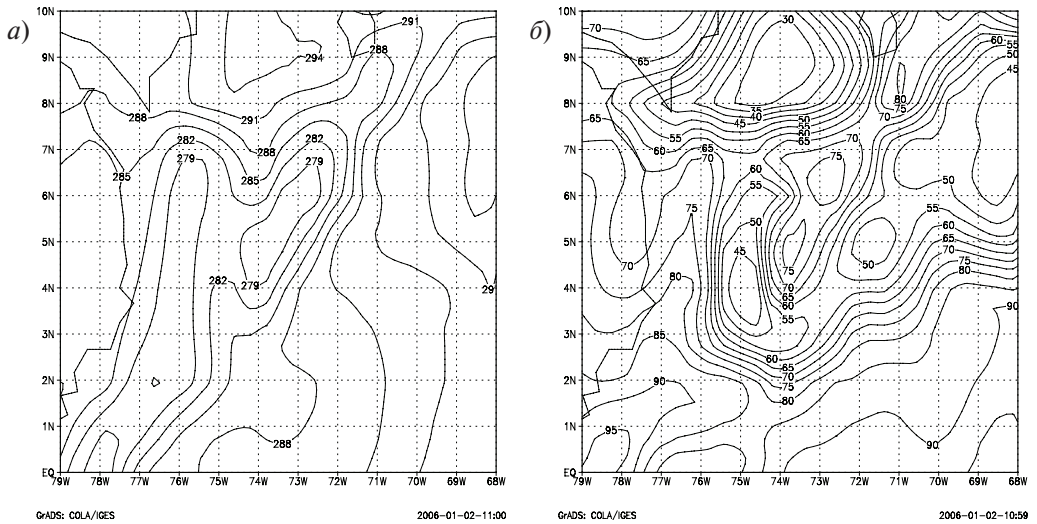 а)
10N
9N
8N
7N
6N
5N
4N
3N
2N
1N
EQ
79W 78W 77W 76W 75W 74W 73W 72W 71W 70W 69W 68W
291
288
294
291
288
288
282
282
279
279
285
285
282
279
291
288
GrADS: COLA/IGES
2006-01-02-11:00
б)
10N
9N
8N
7N
6N
5N
4N
3N
2N
1N
EQ
79W 78W 77W 76W 75W 74W 73W 72W 71W 70W 69W 68W
70
30
65
60
55
50
45
80
75
70
35
40
45
50
55
60
65
65
55
60
65
70
70
75
60
55
50
75
50
45
70
80
75
70
65
60
55
50
55
60
65
70
75
80
90
85
60
65
70
75
80
90
95
90
GrADS: COLA/IGES
2006-01-02-10:59